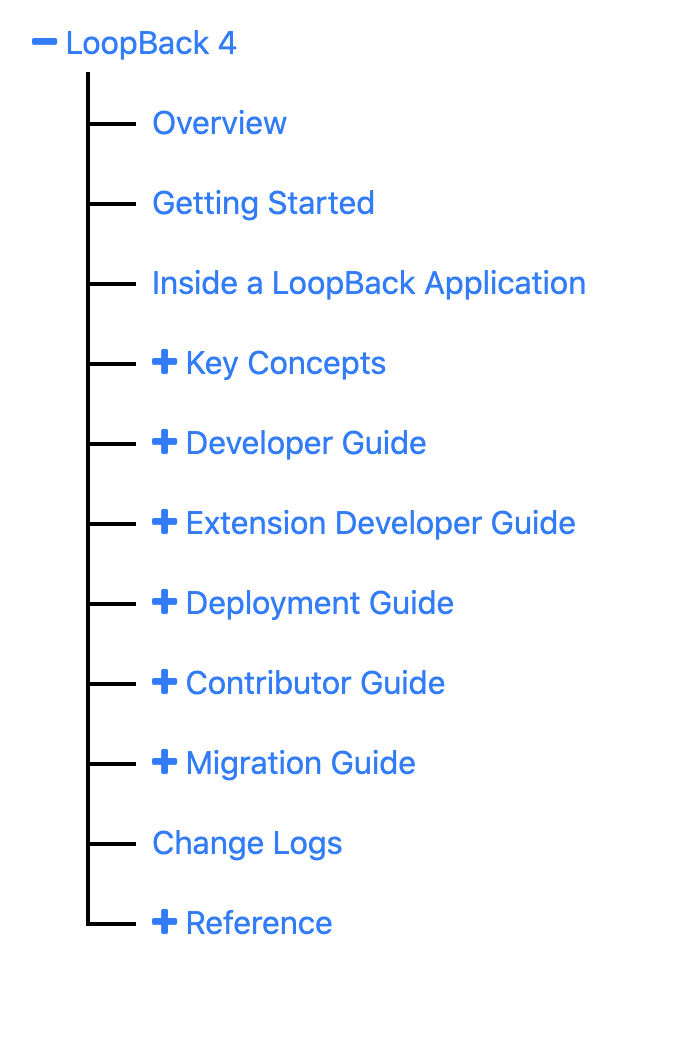 LoopBack 4
Overview
Getting Started
Inside a LoopBack Application
Key Concepts
Developer Guide
Extension Developer Guide
Deployment Guide
Contributor Guide
Migration Guide
Change Logs
Reference